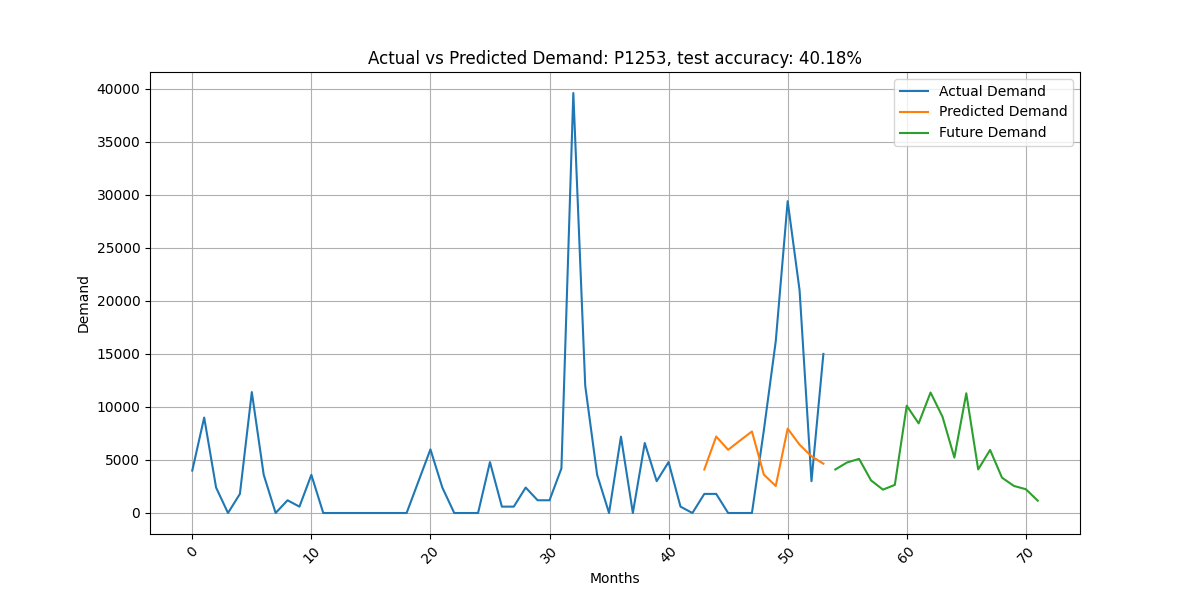 Actual vs Predicted Demand: P1253, test accuracy: 40.18%
Actual Demand
Predicted Demand
Future Demand
Demand
40000
35000
30000
25000
20000
15000
10000
5000
0
0 10 20 30 40 50 60 70
Months